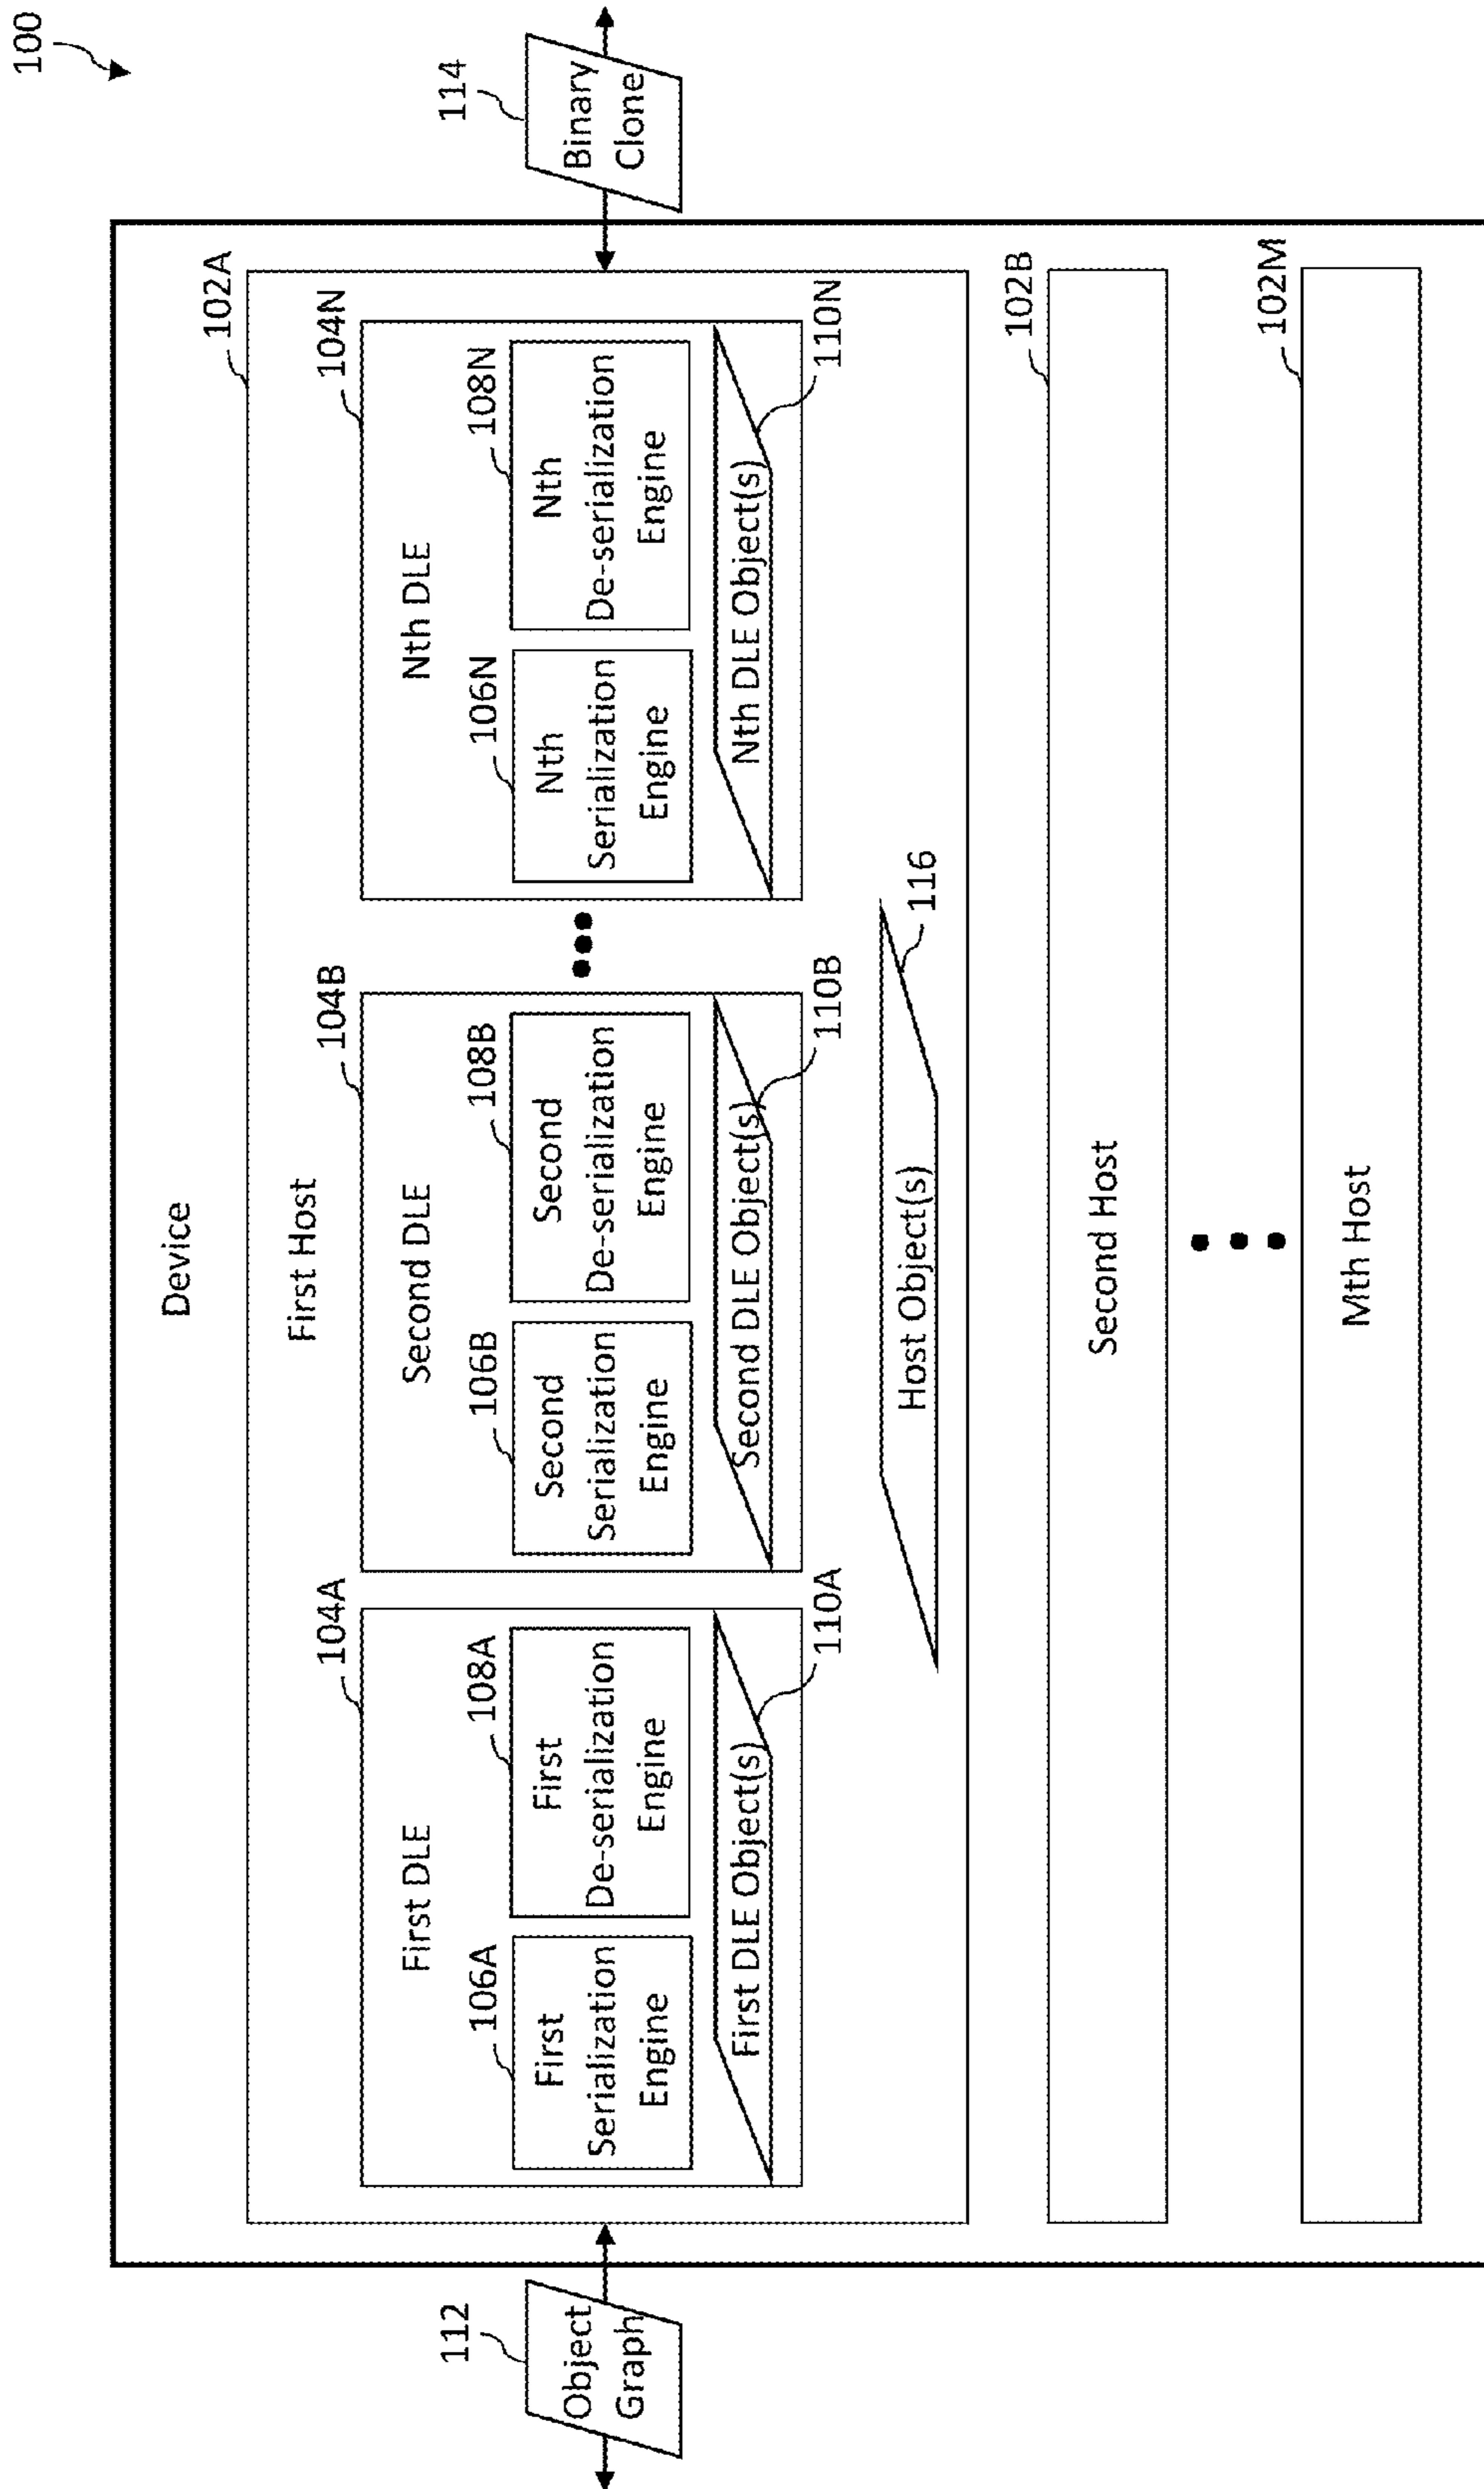 100
Device
102A
First Host
104A
First DLE
106A
First
Serialization
Engine
108A
First
De-serialization
Engine
First DLE Object(s)
110A
104B
Second DLE
106B
Second
Serialization
Engine
108B
Second
De-serialization
Engine
Second DLE Object(s)
110B
104N
Nth DLE
106N
Nth
Serialization
Engine
108N
Nth
De-serialization
Engine
Nth DLE Object(s)
110N
112
Object
Graph
114
Binary
Clone
Host Object(s)
116
102B
Second Host
102M
Mth Host